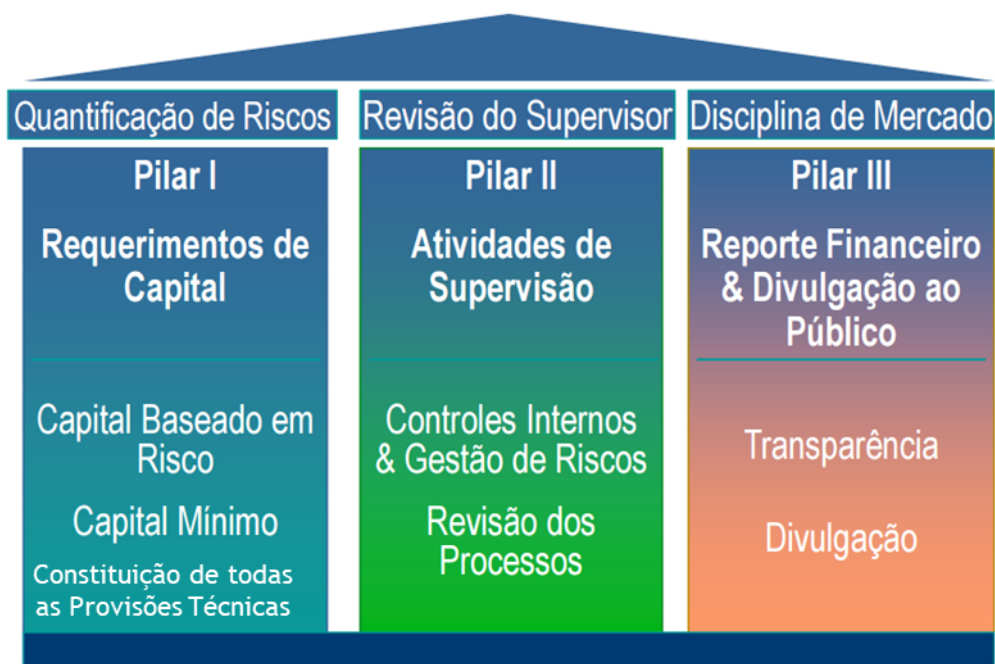 Quantificação de Riscos
Pilar I
Requerimentos de
Capital
Capital Baseado em
Risco
Capital Mínimo
Constituição de todas
as Provisões Técnicas
Revisão do Supervisor
Pilar II
Atividades de
Supervisão
Controles Internos
& Gestão de Riscos
Revisão dos
Processos
Disciplina de Mercado
Pilar III
Reporte Financeiro
& Divulgação ao
Público
Transparência
Divulgação